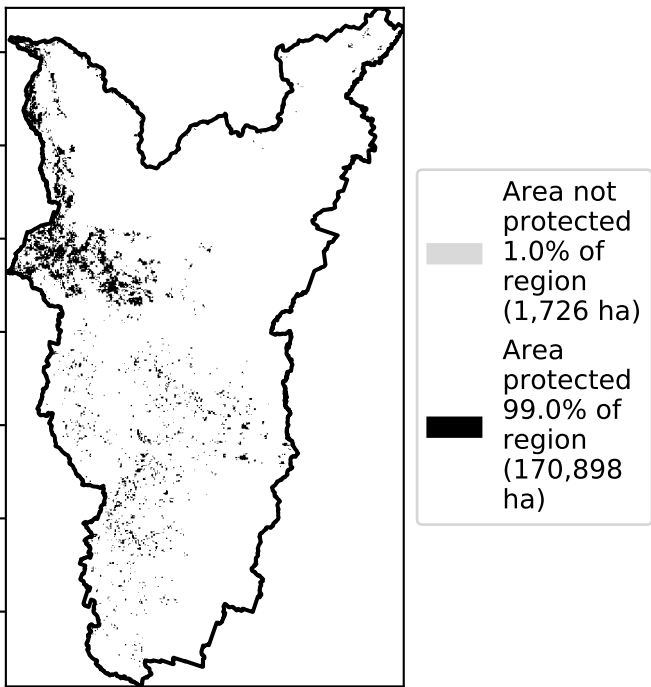 Area not
protected
1.0% of
region
(1,726 ha)
Area
protected
99.0% of
region
(170,898
ha)